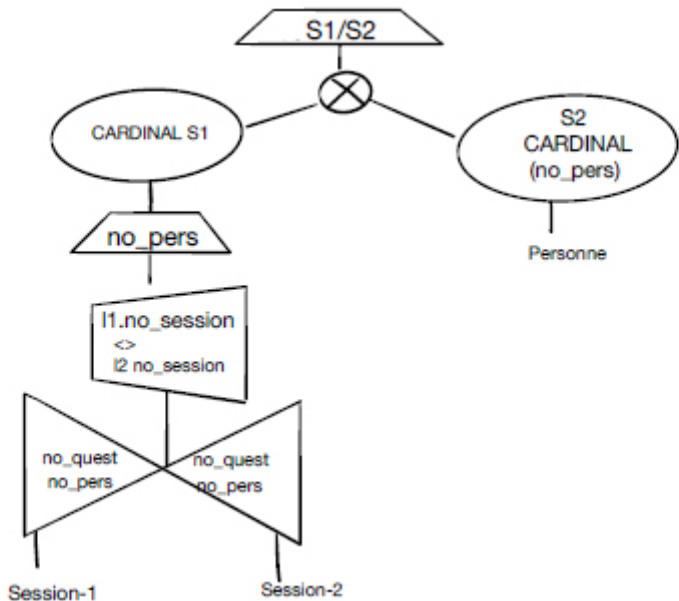 S1/S2
CARDINAL S1
S2
CARDINAL
(no_pers)
no_pers
Personne
I1.no_session
<>
I2 no_session
no_quest
no_pers
no_quest
no_pers
Session-1
Session-2